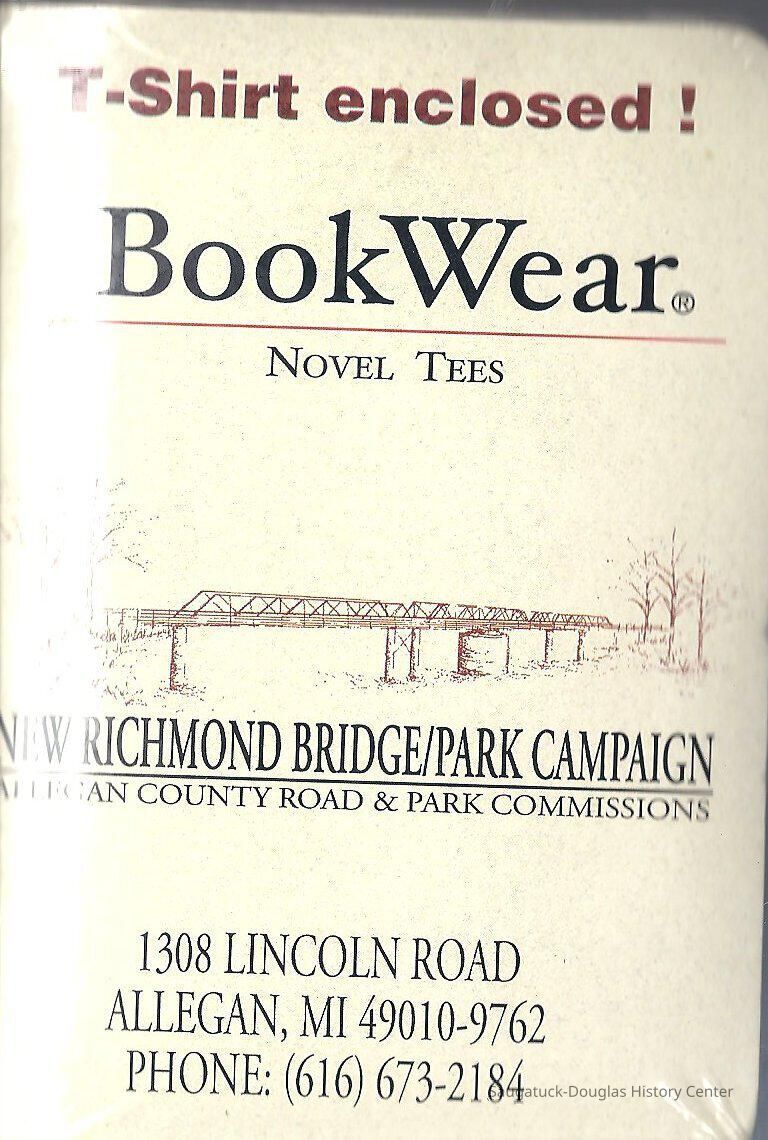 T-Shirt enclosed !
BookWear®
NOVEL TEES
NEW RICHMOND BRIDGE/PARK CAMPAIGN
ALLEGAN COUNTY ROAD & PARK COMMISSIONS
1308 LINCOLN ROAD
ALLEGAN, MI 49010-9762
PHONE: (616) 673-2184
Saugatuck-Douglas History Center